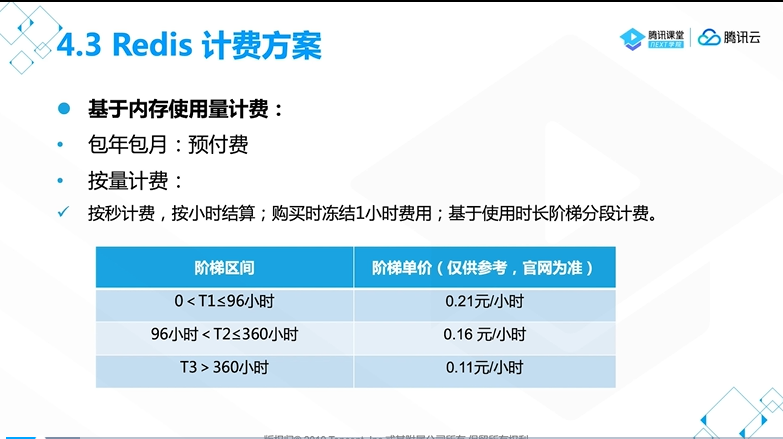 4.3 Redis 计费方案
腾讯课堂
NEXT学院
腾讯云
基于内存使用量计费：
包年包月：预付费
按量计费：
按秒计费，按小时结算；购买时冻结1小时费用；基于使用时长阶梯分段计费。
阶梯区间 阶梯单价（仅供参考，官网为准）
0＜T1≤96小时 0.21元/小时
96小时＜T2≤360小时 0.16 元/小时
T3＞360小时 0.11元/小时